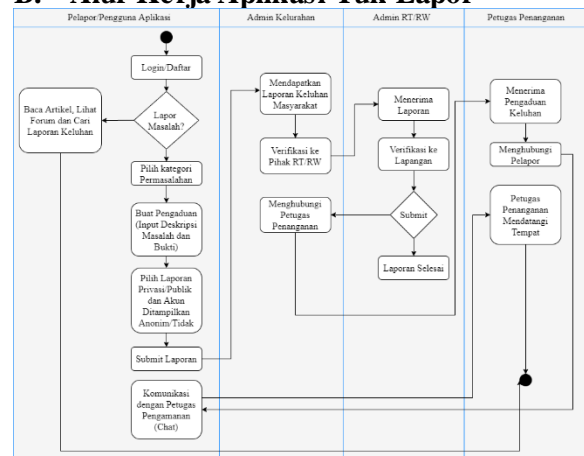 B. Alur Kerja Aplikasi Yuk Lapor
Pelapor/Pengguna Aplikasi
Admin Kelurahan
Admin RT/RW
Petugas Penanganan
Login/Daftar
Lapor
Masalah?
Baca Artikel, Lihat
Forum dan Cari
Laporan Keluhan
Pilih kategori
Permasalahan
Buat Pengaduan
(Input Deskripsi
Masalah dan
Bukti)
Pilih Laporan
Privasi/Publik
dan Akun
Ditampilkan
Anonim/Tidak
Submit Laporan
Komunikasi
dengan Petugas
Pengamanan
(Chat)
Mendapatkan
Laporan Keluhan
Masyarakat
Verifikasi ke
Pihak RT/RW
Menghubungi
Petugas
Penanganan
Menerima
Laporan
Verifikasi ke
Lapangan
Submit
Laporan Selesai
Menerima
Pengaduan
Keluhan
Menghubungi
Pelapor
Petugas
Penanganan
Mendatangi
Tempat